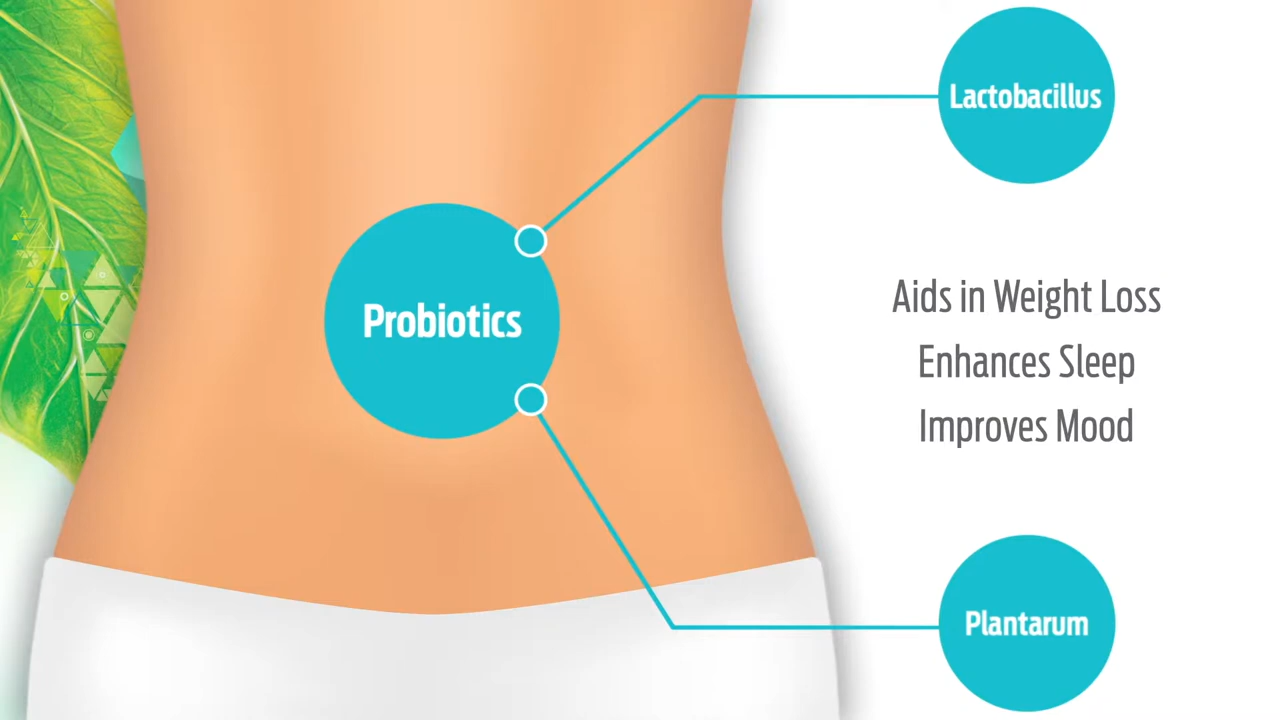 Lactobacillus
Probiotics
Aids in Weight Loss
Enhances Sleep
Improves Mood
Plantarum